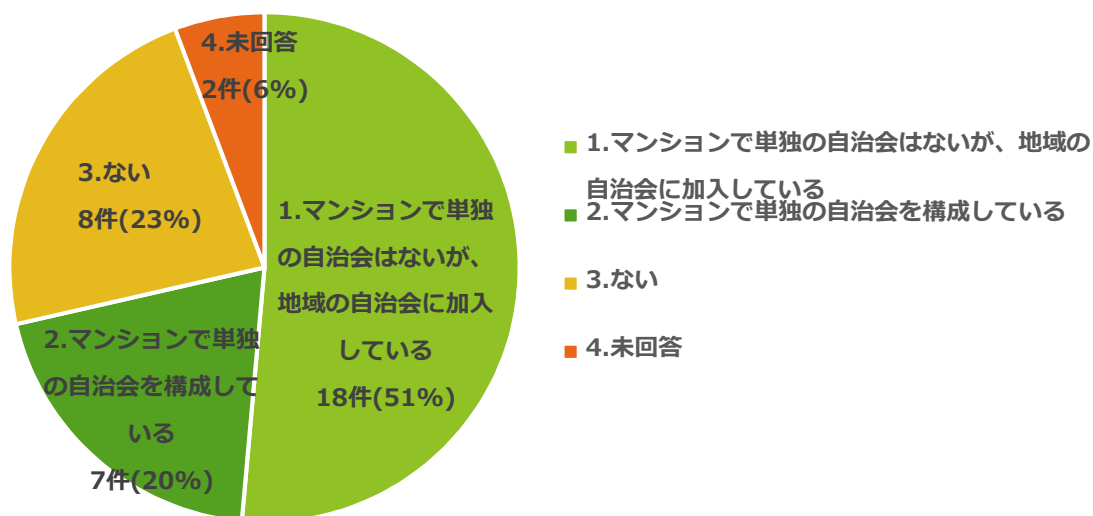 4.未回答
2件(6%)
3.ない
8件(23%)
1.マンションで単独
の自治会はないが、
地域の自治会に加入
している
18件(51%)
2.マンションで単独
の自治会を構成して
いる
7件(20%)
1.マンションで単独の自治会はないが、地域の
自治会に加入している
2.マンションで単独の自治会を構成している
3.ない
4.未回答